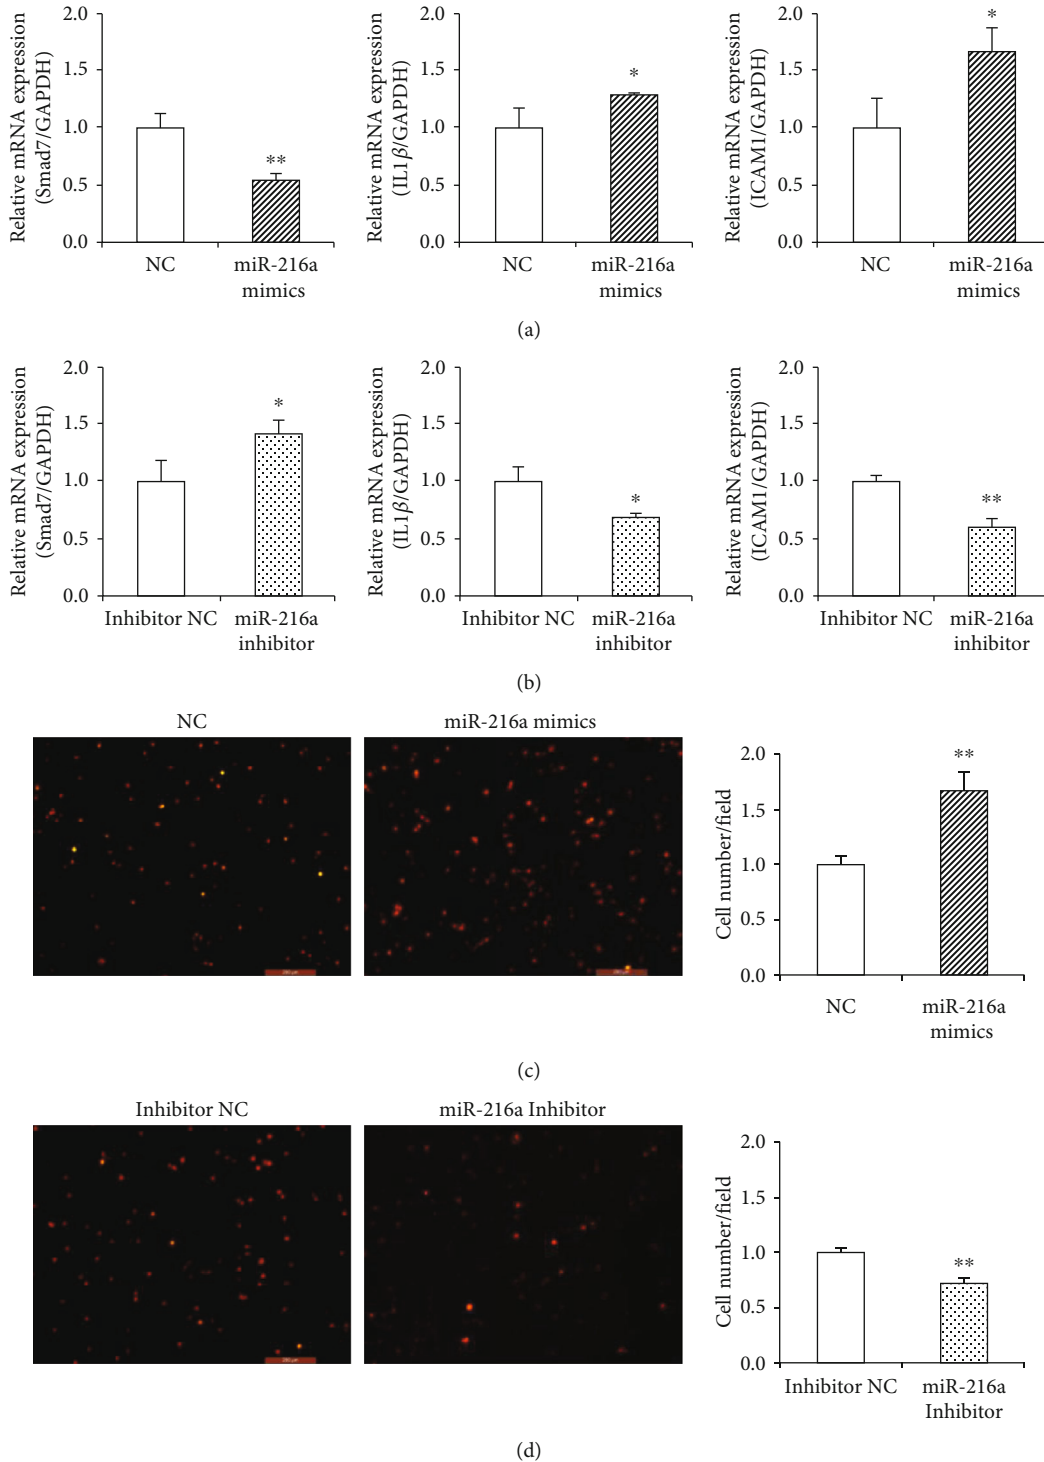 Relative mRNA expression
(Smad7/GAPDH)
2.0
1.5
1.0
0.5
0.0
**
NC
miR-216a
mimics
Relative mRNA expression
(IL1β/GAPDH)
2.0
1.5
1.0
0.5
0.0
*
NC
miR-216a
mimics
Relative mRNA expression
(ICAM1/GAPDH)
2.0
1.5
1.0
0.5
0.0
*
NC
miR-216a
mimics
(a)
Relative mRNA expression
(Smad7/GAPDH)
2.0
1.5
1.0
0.5
0.0
*
Inhibitor NC
miR-216a
inhibitor
Relative mRNA expression
(IL1β/GAPDH)
2.0
1.5
1.0
0.5
0.0
*
Inhibitor NC
miR-216a
inhibitor
Relative mRNA expression
(ICAM1/GAPDH)
2.0
1.5
1.0
0.5
0.0
**
Inhibitor NC
miR-216a
inhibitor
(b)
NC
miR-216a mimics
Cell number/field
2.0
1.5
1.0
0.5
0.0
**
NC
miR-216a
mimics
(c)
Inhibitor NC
miR-216a Inhibitor
Cell number/field
2.0
1.5
1.0
0.5
0.0
**
Inhibitor NC
miR-216a
Inhibitor
(d)